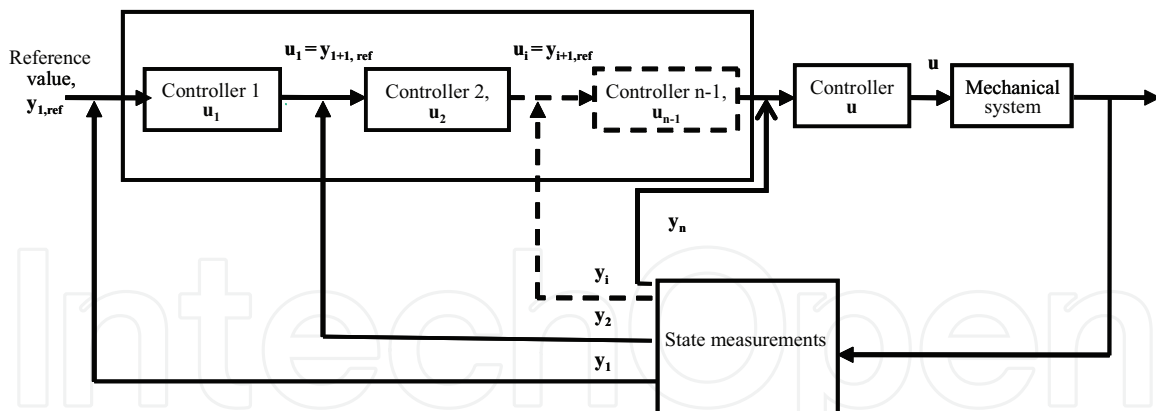 Reference
value,
y1,ref
Controller 1
u1
u1 = y1+1, ref
Controller 2,
u2
ui = yi+1,ref
Controller n-1,
un-1
Controller
u
u
Mechanical
system
yn
yi
y2
y1
State measurements
IntechOpen